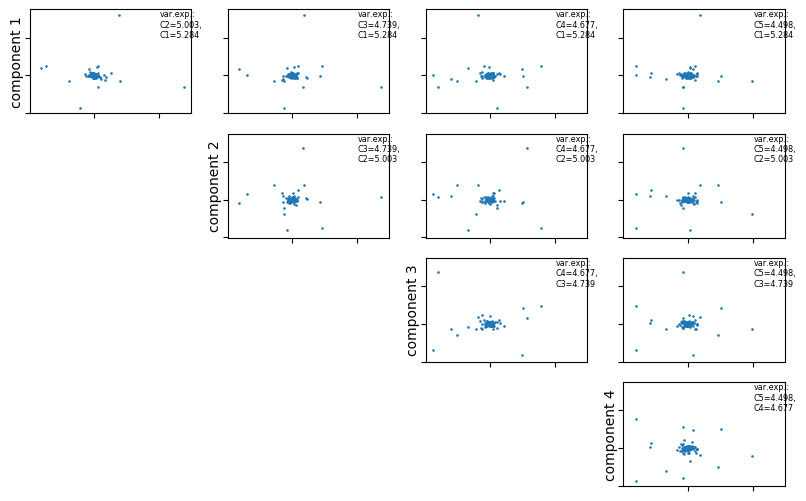 component 1
var.exp.:
C2=5.003,
C1=5.284
var.exp.:
C3=4.739,
C1=5.284
var.exp.:
C4=4.677,
C1=5.284
var.exp.:
C5=4.498,
C1=5.284
component 2
var.exp.:
C3=4.739,
C2=5.003
var.exp.:
C4=4.677,
C2=5.003
var.exp.:
C5=4.498,
C2=5.003
component 3
var.exp.:
C4=4.677,
C3=4.739
var.exp.:
C5=4.498,
C3=4.739
component 4
var.exp.:
C5=4.498,
C4=4.677